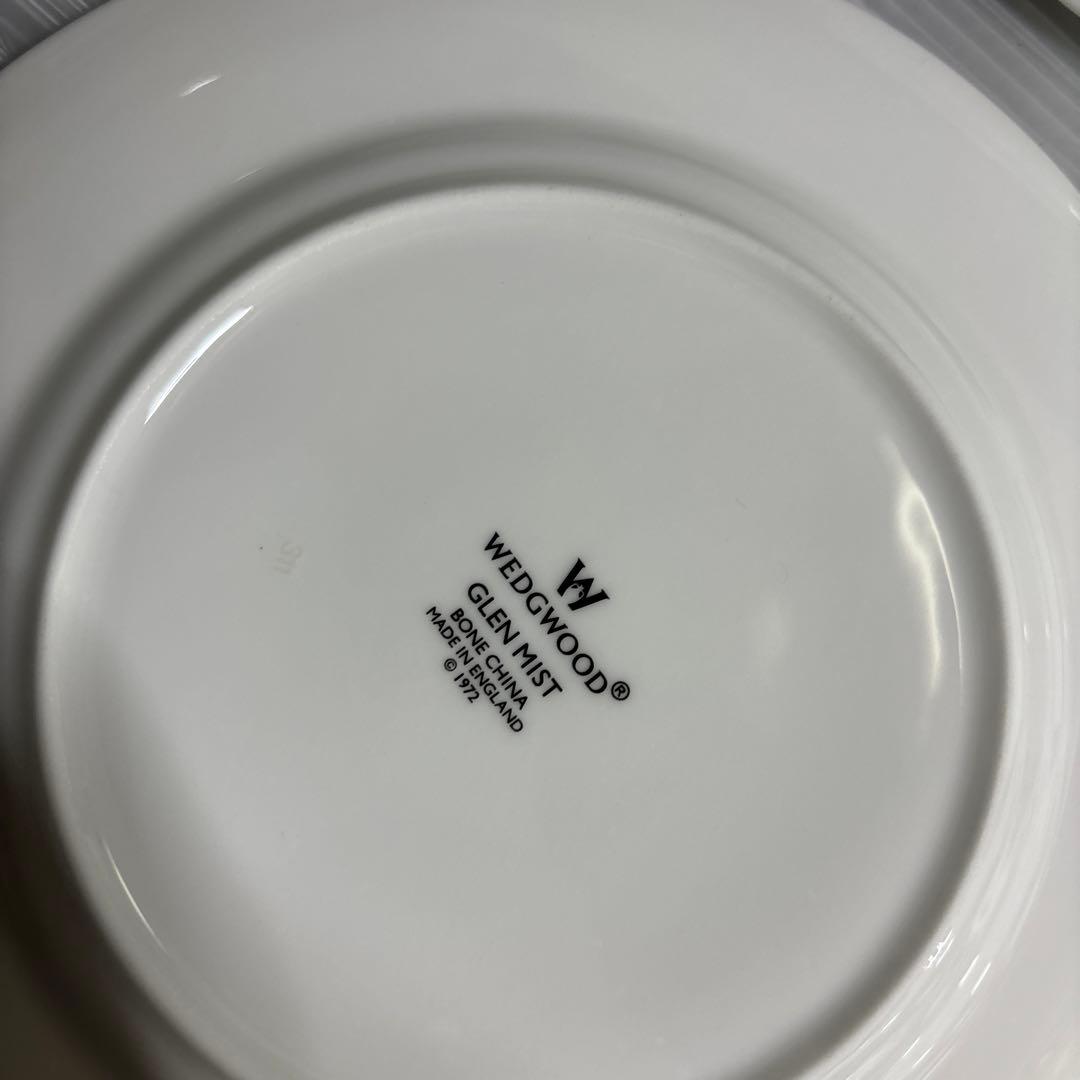 W
WEDGWOOD®
GLEN MIST
BONE CHINA
MADE IN ENGLAND
© 1972